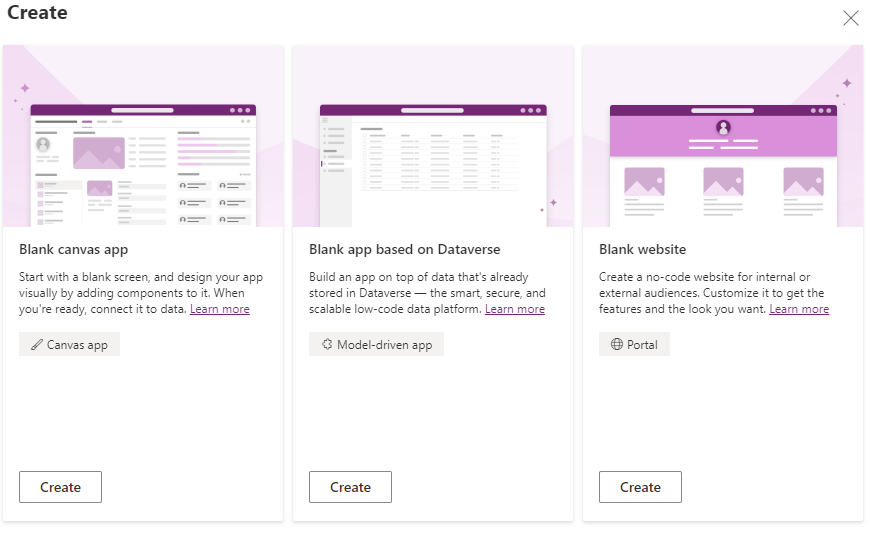 Create
Blank canvas app
Start with a blank screen, and design your app
visually by adding components to it. When
you're ready, connect it to data. Learn more
Canvas app
Create
Blank app based on Dataverse
Build an app on top of data that's already
stored in Dataverse — the smart, secure, and
scalable low-code data platform. Learn more
Model-driven app
Create
Blank website
Create a no-code website for internal or
external audiences. Customize it to get the
features and the look you want. Learn more
Portal
Create